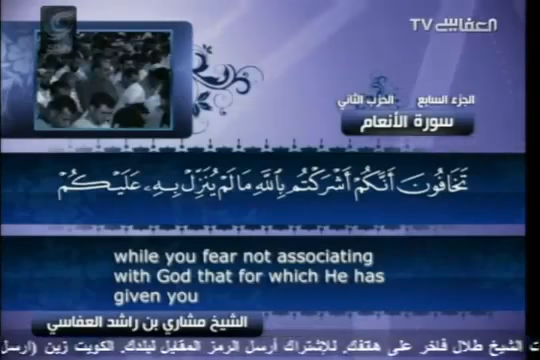 العفاسي TV
الجزء السابع الحزب الثاني
سورة الأنعام
تَخَافُونَ أَنَّكُمْ أَشْرَكْتُم بِاللَّهِ مَا لَمْ يُنَزِّلْ بِهِ عَلَيْكُمْ
while you fear not associating
with God that for which He has
given you
الشيخ مشاري بن راشد العفاسي
الشيخ طلال فاخر على هاتفك. للإشتراك أرسل الرمز المقابل لبلدك. الكويت زين (ارسل